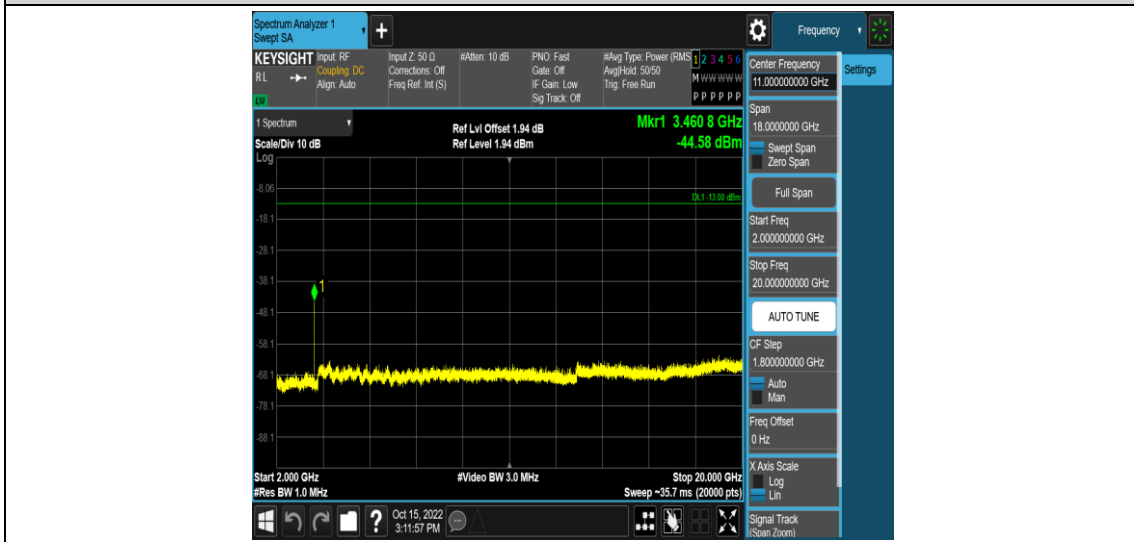 Spectrum Analyzer 1
Swept SA
+
Frequency
KEYSIGHT
RL
LXI
Input: RF
Coupling: DC
Align: Auto
Input Z: 50 Ω
Corrections: Off
Freq Ref: Int (S)
#Atten: 10 dB
PNO: Fast
Gate: Off
IF Gain: Low
Sig Track: Off
#Avg Type: Power (RMS
Avg|Hold: 50/50
Trig: Free Run
1 2 3 4 5 6
M W W W W W
P P P P P P
Center Frequency
11.000000000 GHz
Settings
Span
18.0000000 GHz
Swept Span
Zero Span
Full Span
Start Freq
2.000000000 GHz
Stop Freq
20.000000000 GHz
AUTO TUNE
CF Step
1.800000000 GHz
Auto
Man
Freq Offset
0 Hz
X Axis Scale
Log
Lin
Signal Track
(Span Zoom)
1 Spectrum
Scale/Div 10 dB
Log
Ref Lvl Offset 1.94 dB
Ref Level 1.94 dBm
Mkr1 3.460 8 GHz
-44.58 dBm
-8.06
DL1 -13.00 dBm
-18.1
-28.1
-38.1
1
-48.1
-58.1
-68.1
-78.1
-88.1
Start 2.000 GHz
#Res BW 1.0 MHz
#Video BW 3.0 MHz
Stop 20.000 GHz
Sweep ~35.7 ms (20000 pts)
?
Oct 15, 2022
3:11:57 PM